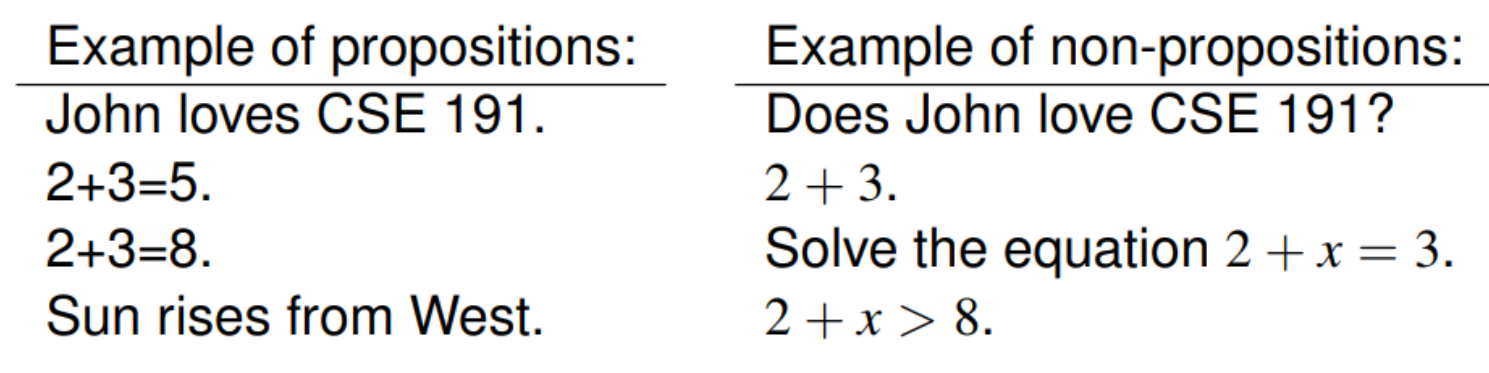 Example of propositions:
John loves CSE 191.
2+3=5.
2+3=8.
Sun rises from West.
Example of non-propositions:
Does John love CSE 191?
2 + 3.
Solve the equation 2 + x = 3.
2 + x > 8.